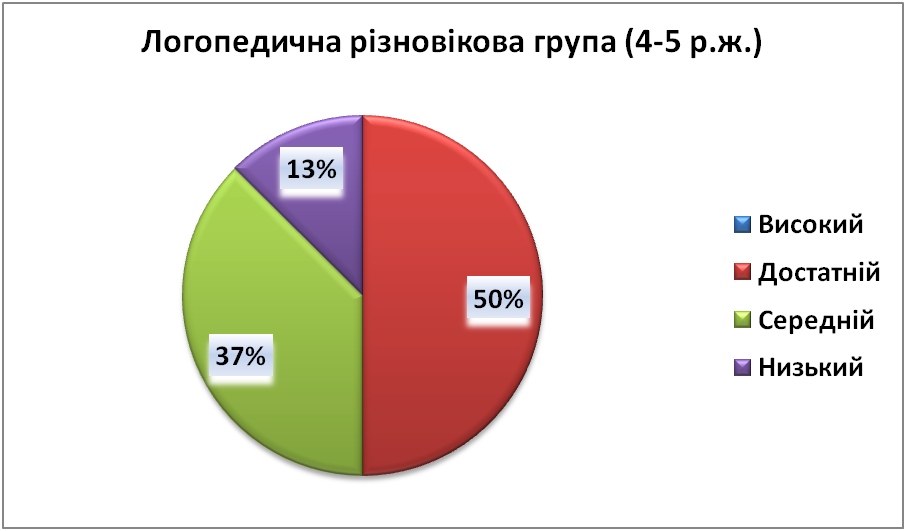 Логопедична різновікова група (4-5 р.ж.)
13%
50%
37%
Високий
Достатній
Середній
Низький